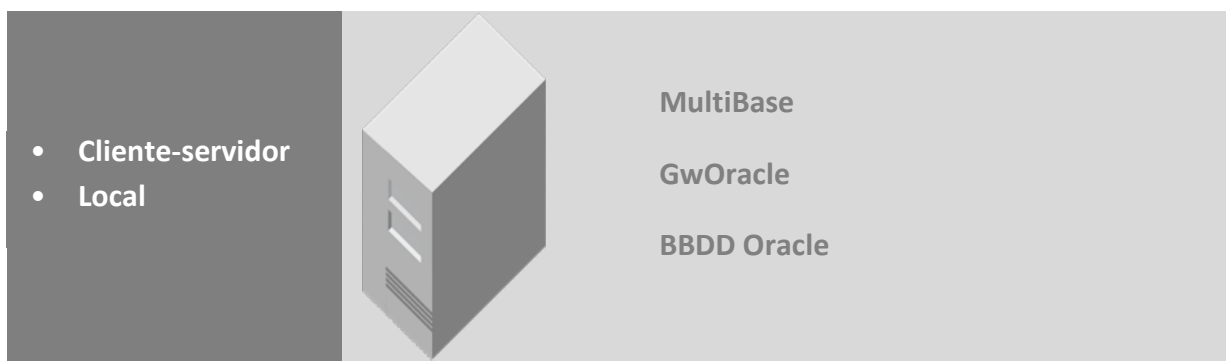 • Cliente-servidor
• Local
MultiBase
GwOracle
BBDD Oracle